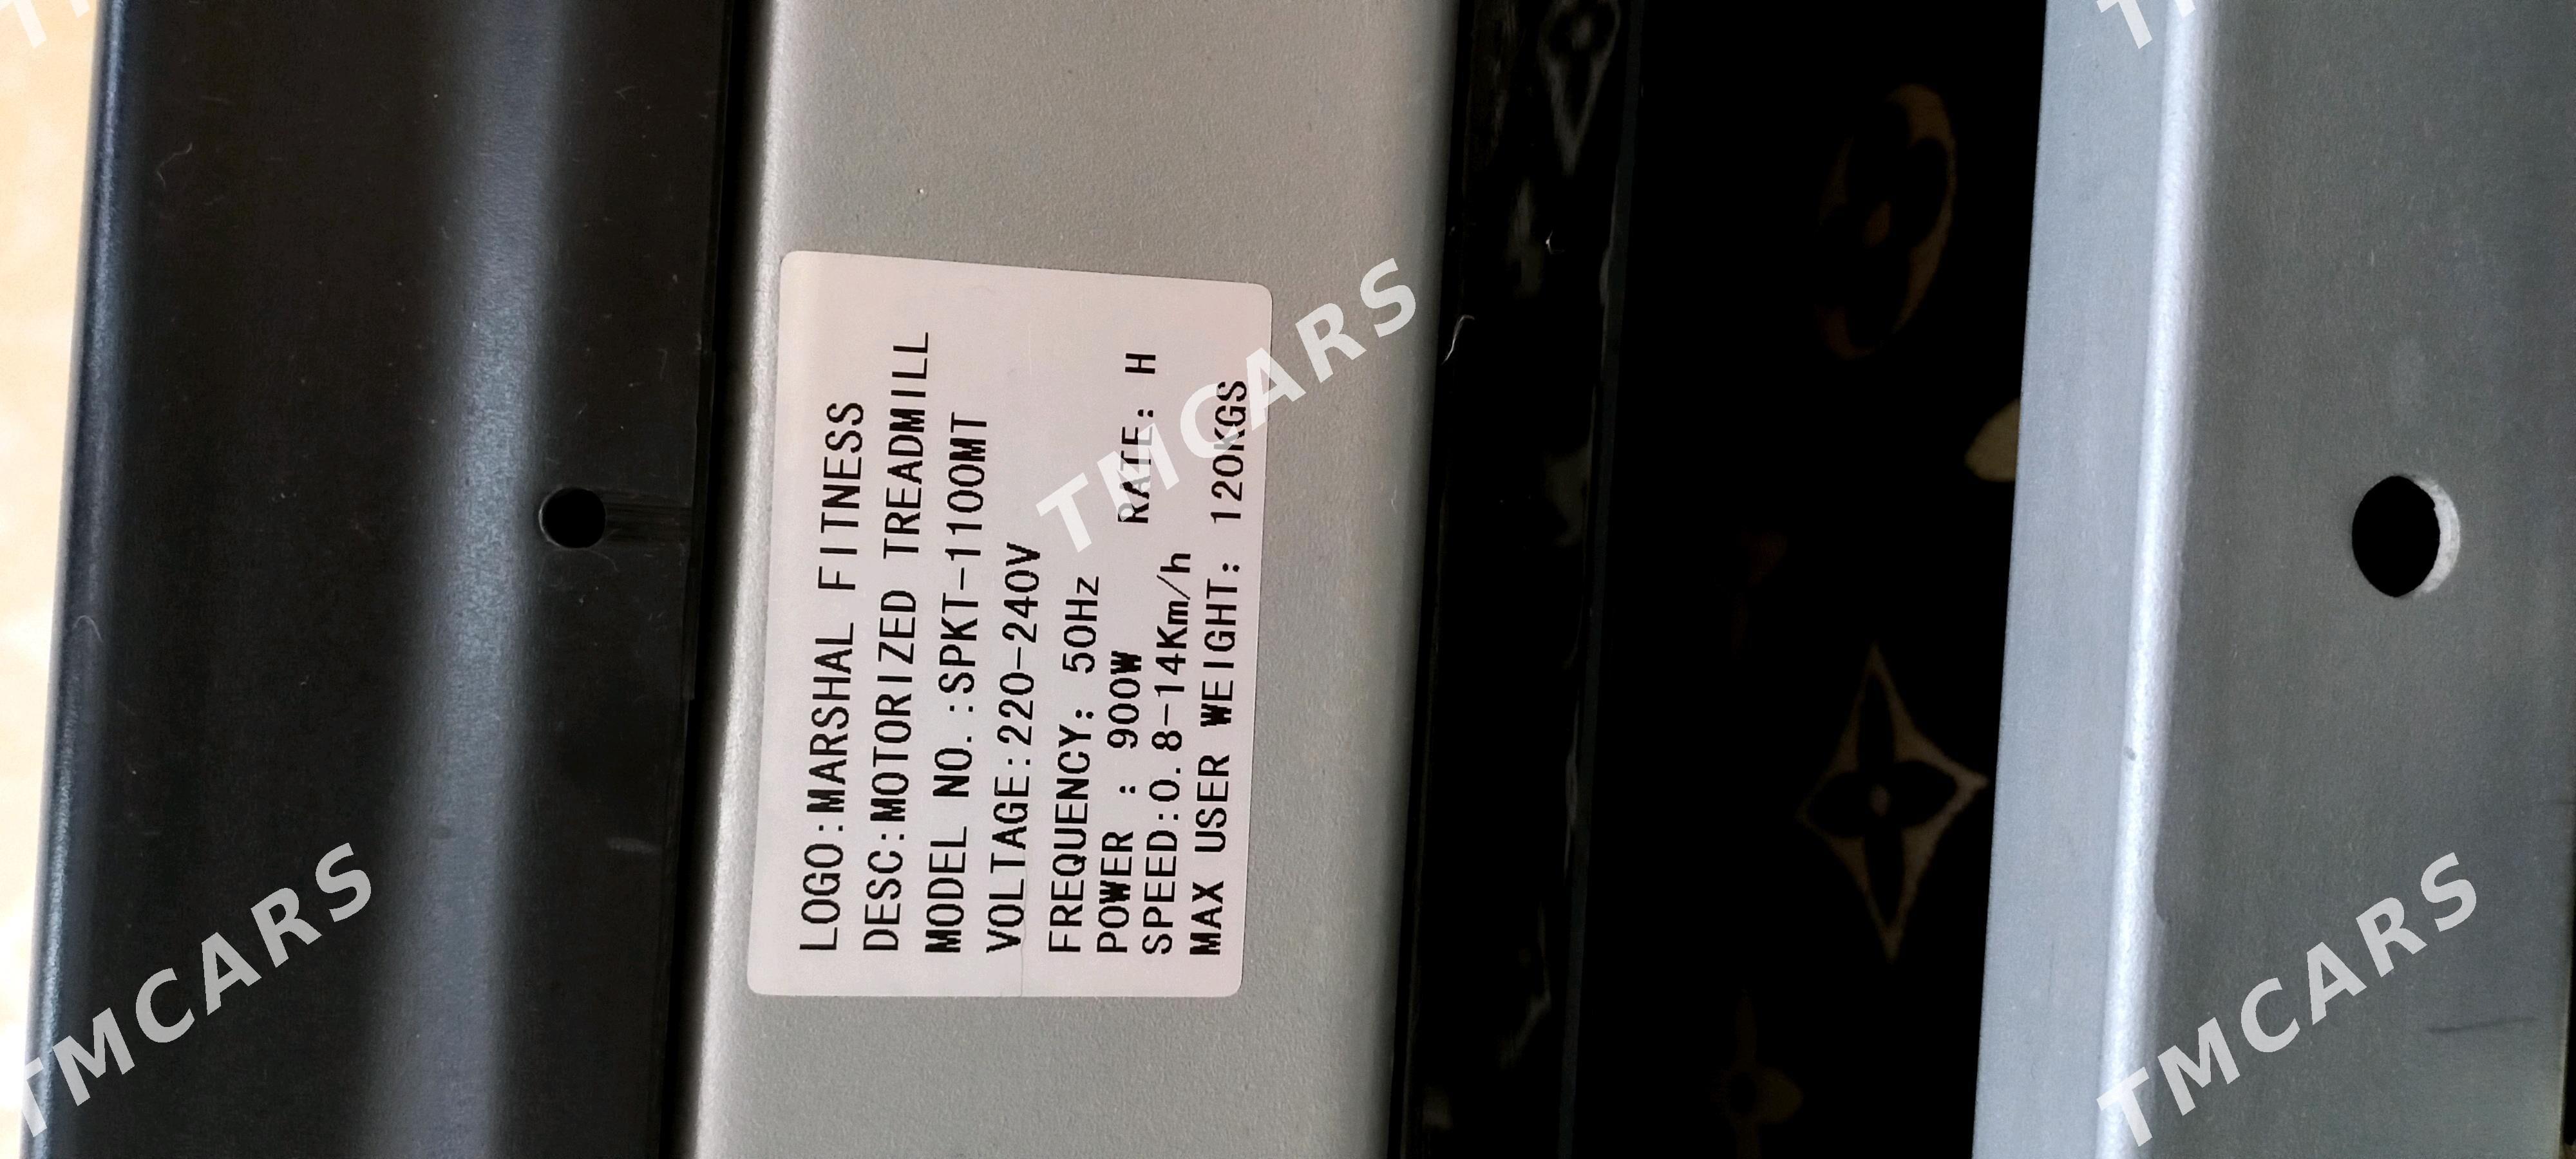 LOGO:MARSHAL FITNESS
DESC:MOTORIZED TREADMILL
MODEL NO.:SPKT-1100MT
VOLTAGE:220-240V
FREQUENCY: 50Hz
POWER : 900W RATE: H
SPEED:0.8-14Km/h
MAX USER WEIGHT: 120KGS
TMCARS
TMCARS
TMCARS